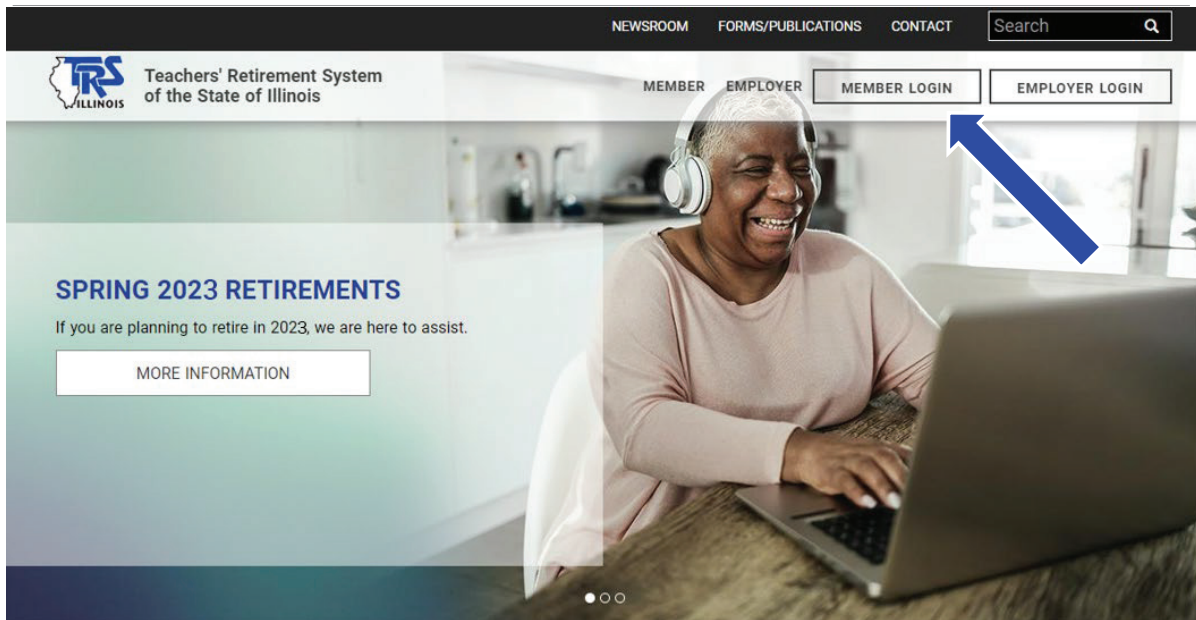 NEWSROOM FORMS/PUBLICATIONS CONTACT Search
TRS
ILLINOIS
Teachers' Retirement System
of the State of Illinois
MEMBER EMPLOYER MEMBER LOGIN EMPLOYER LOGIN
SPRING 2023 RETIREMENTS
If you are planning to retire in 2023, we are here to assist.
MORE INFORMATION